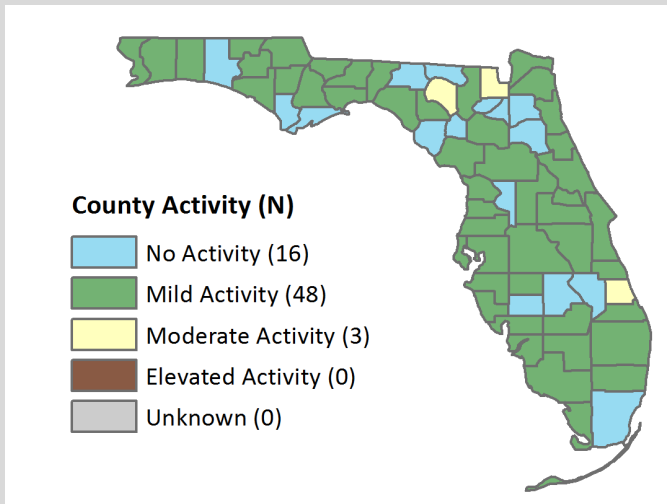 County Activity (N)
No Activity (16)
Mild Activity (48)
Moderate Activity (3)
Elevated Activity (0)
Unknown (0)